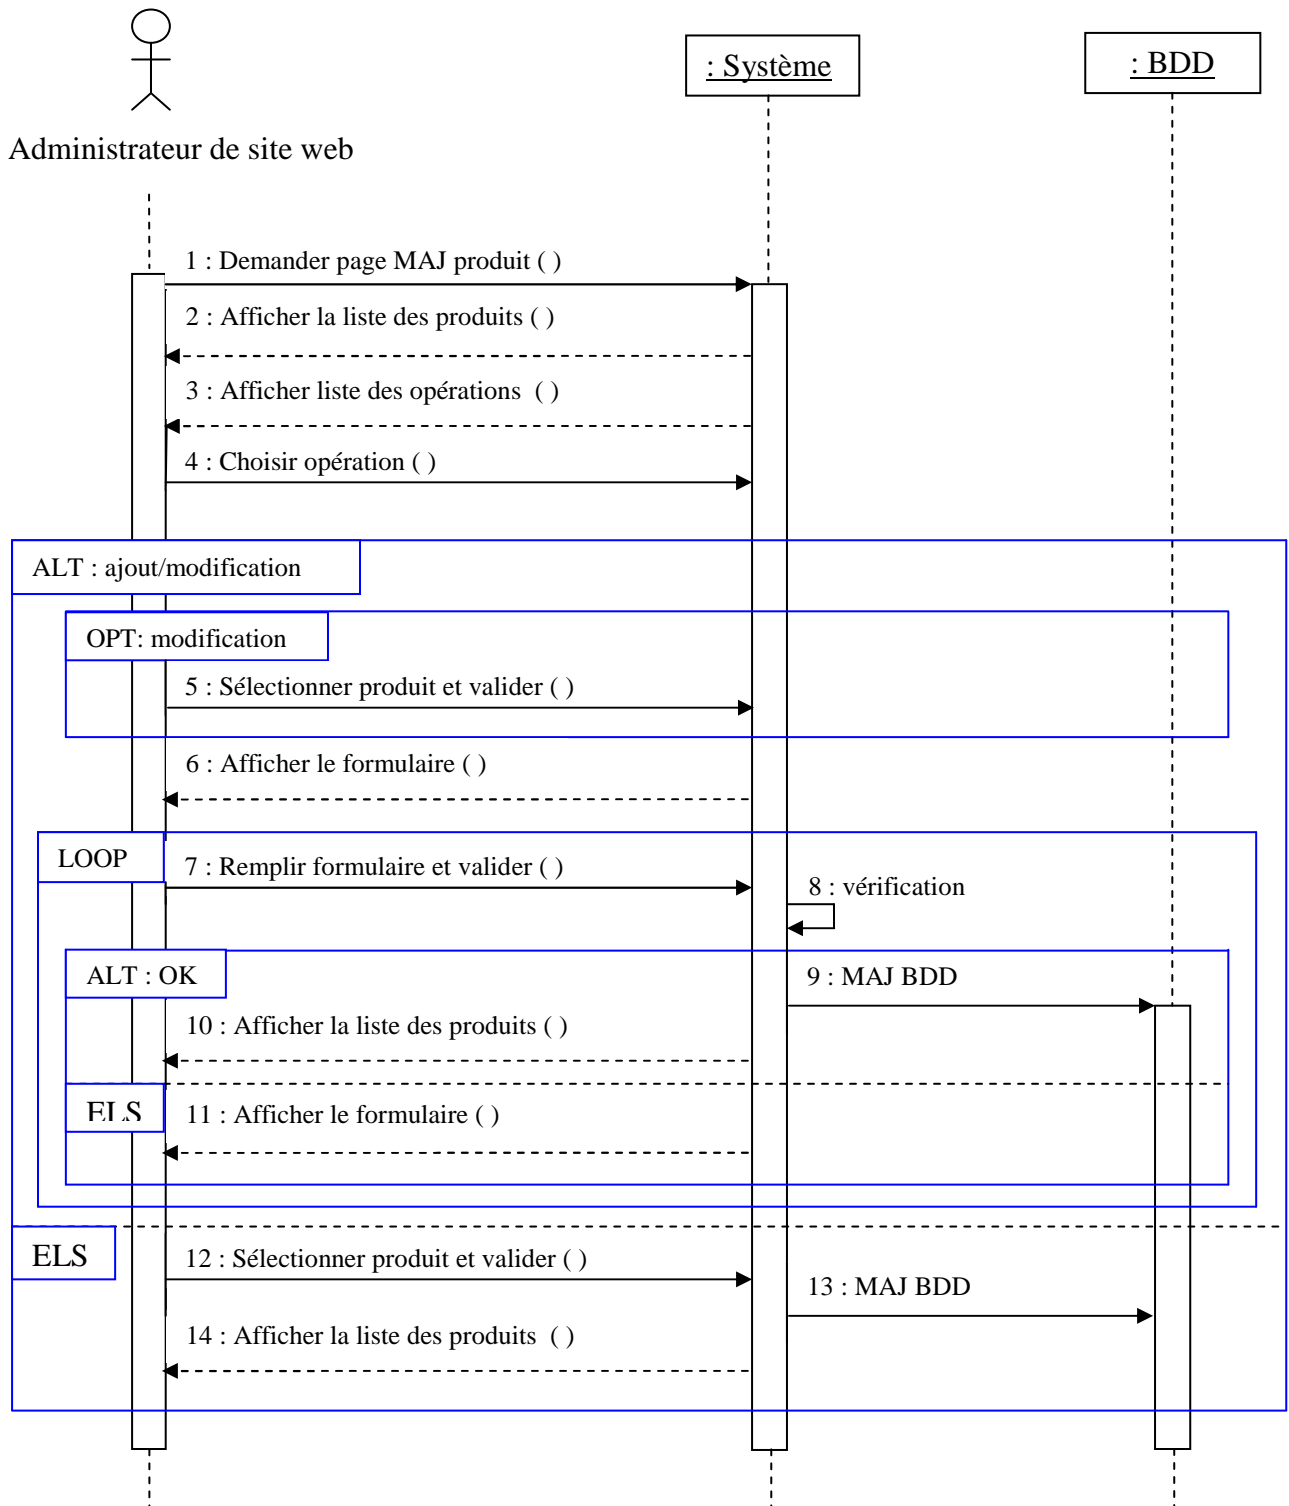 : Système
: BDD
Administrateur de site web
1 : Demander page MAJ produit ( )
2 : Afficher la liste des produits ( )
3 : Afficher liste des opérations ( )
4 : Choisir opération ( )
ALT : ajout/modification
OPT: modification
5 : Sélectionner produit et valider ( )
6 : Afficher le formulaire ( )
LOOP
7 : Remplir formulaire et valider ( )
8 : vérification
ALT : OK
9 : MAJ BDD
10 : Afficher la liste des produits ( )
ELS
11 : Afficher le formulaire ( )
ELS
12 : Sélectionner produit et valider ( )
13 : MAJ BDD
14 : Afficher la liste des produits ( )